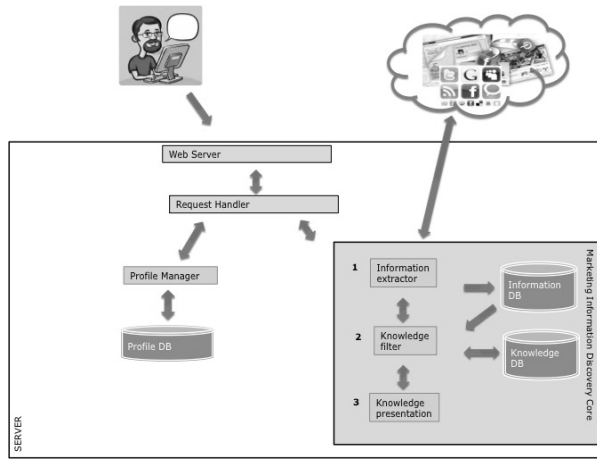 Web Server
Request Handler
Profile Manager
Profile DB
1
Information
extractor
2
Knowledge
filter
3
Knowledge
presentation
Information
DB
Knowledge
DB
Marketing Information Discovery Core
SERVER